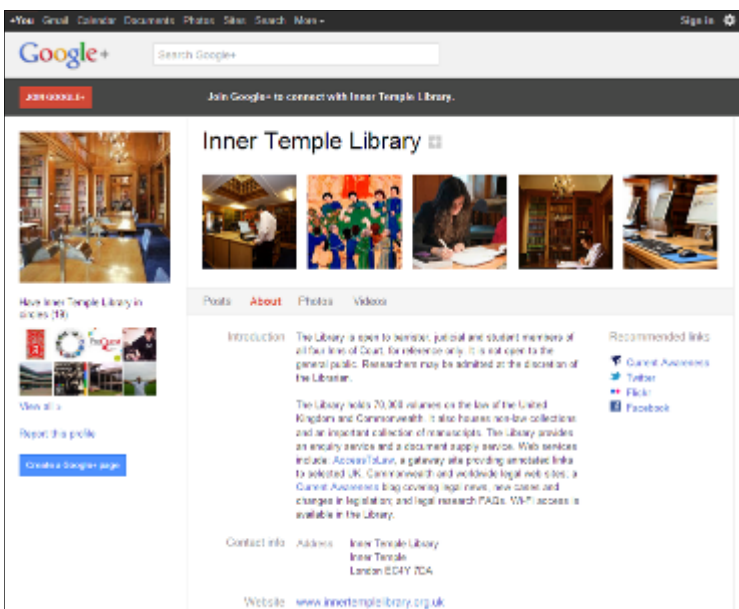 +You Gmail Calendar Documents Photos Sites Search More Sign in
Google+
Search Google+
JOIN GOOGLE+
Join Google+ to connect with Inner Temple Library.
Inner Temple Library
Have Inner Temple Library in
circles (19)
View all »
Report this profile
Create a Google+ page
Posts About Photos Videos
Introduction
The Library is open to barrister, judicial and student members of
all four Inns of Court, for reference only. It is not open to the
general public. Researchers may be admitted at the discretion of
the Librarian.
The Library holds 70,000 volumes on the law of the United
Kingdom and Commonwealth. It also houses non-law collections
and an important collection of manuscripts. The Library provides
an enquiry service and a document supply service. Web services
include: AccessToLaw, a gateway site providing annotated links
to selected UK, Commonwealth and worldwide legal web sites; a
Current Awareness blog covering legal news, new cases and
changes in legislation; and legal research FAQs. Wi-Fi access is
available in the Library.
Recommended links
Current Awareness
Twitter
Flickr
Facebook
Contact info
Address Inner Temple Library
Inner Temple
London EC4Y 7DA
Website www.innertemplelibrary.org.uk